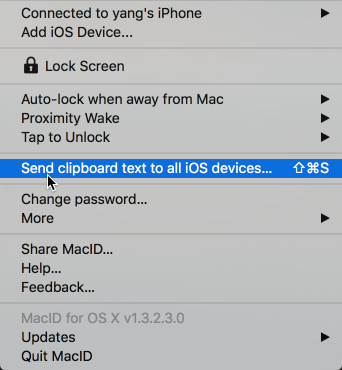 Connected to yang's iPhone
Add iOS Device...
Lock Screen
Auto-lock when away from Mac
Proximity Wake
Tap to Unlock
Send clipboard text to all iOS devices... ⇧⌘S
Change password...
More
Share MacID...
Help...
Feedback...
MacID for OS X v1.3.2.3.0
Updates
Quit MacID